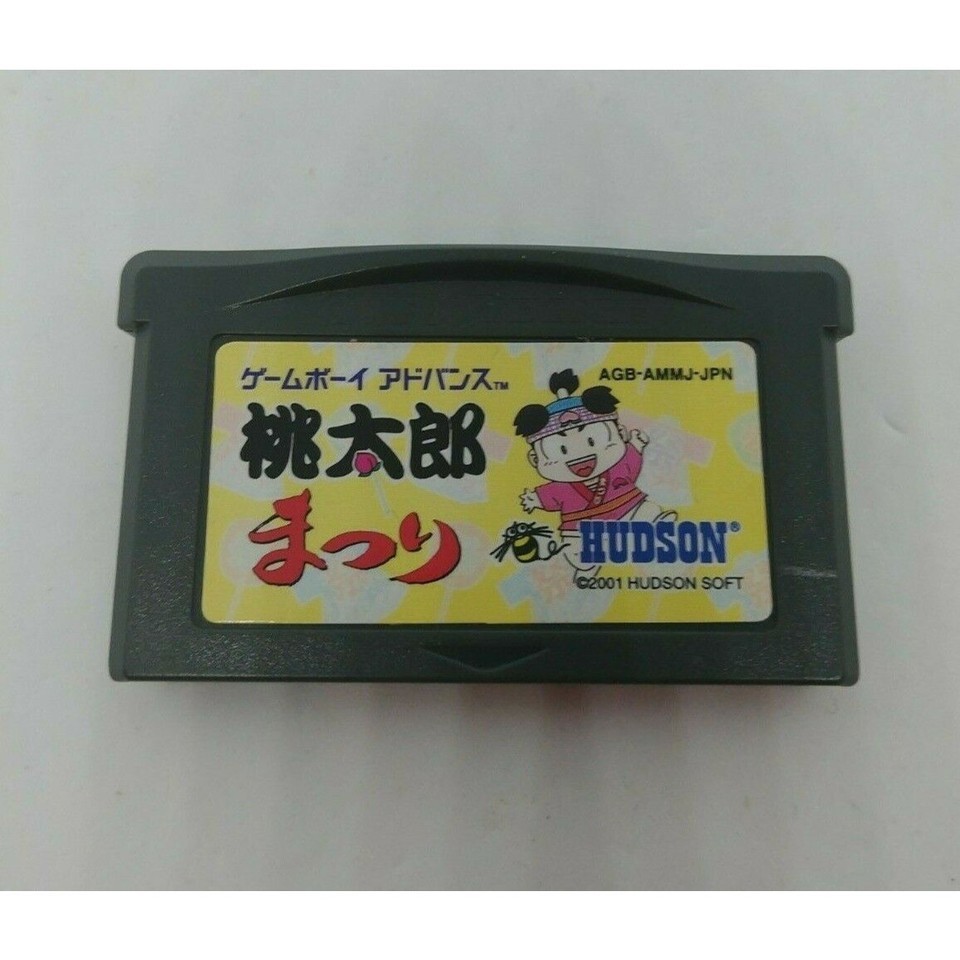 ゲームボーイ アドバンス™
AGB-AMMJ-JPN
桃太郎
まつり
HUDSON®
©2001 HUDSON SOFT